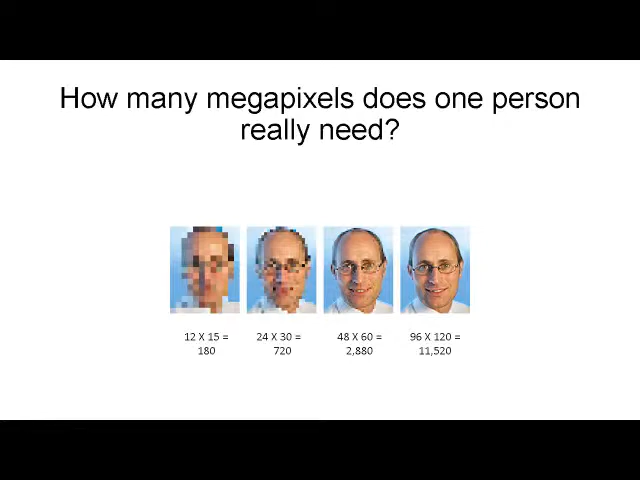 How many megapixels does one person
really need?
12 X 15 =
180
24 X 30 =
720
48 X 60 =
2,880
96 X 120 =
11,520